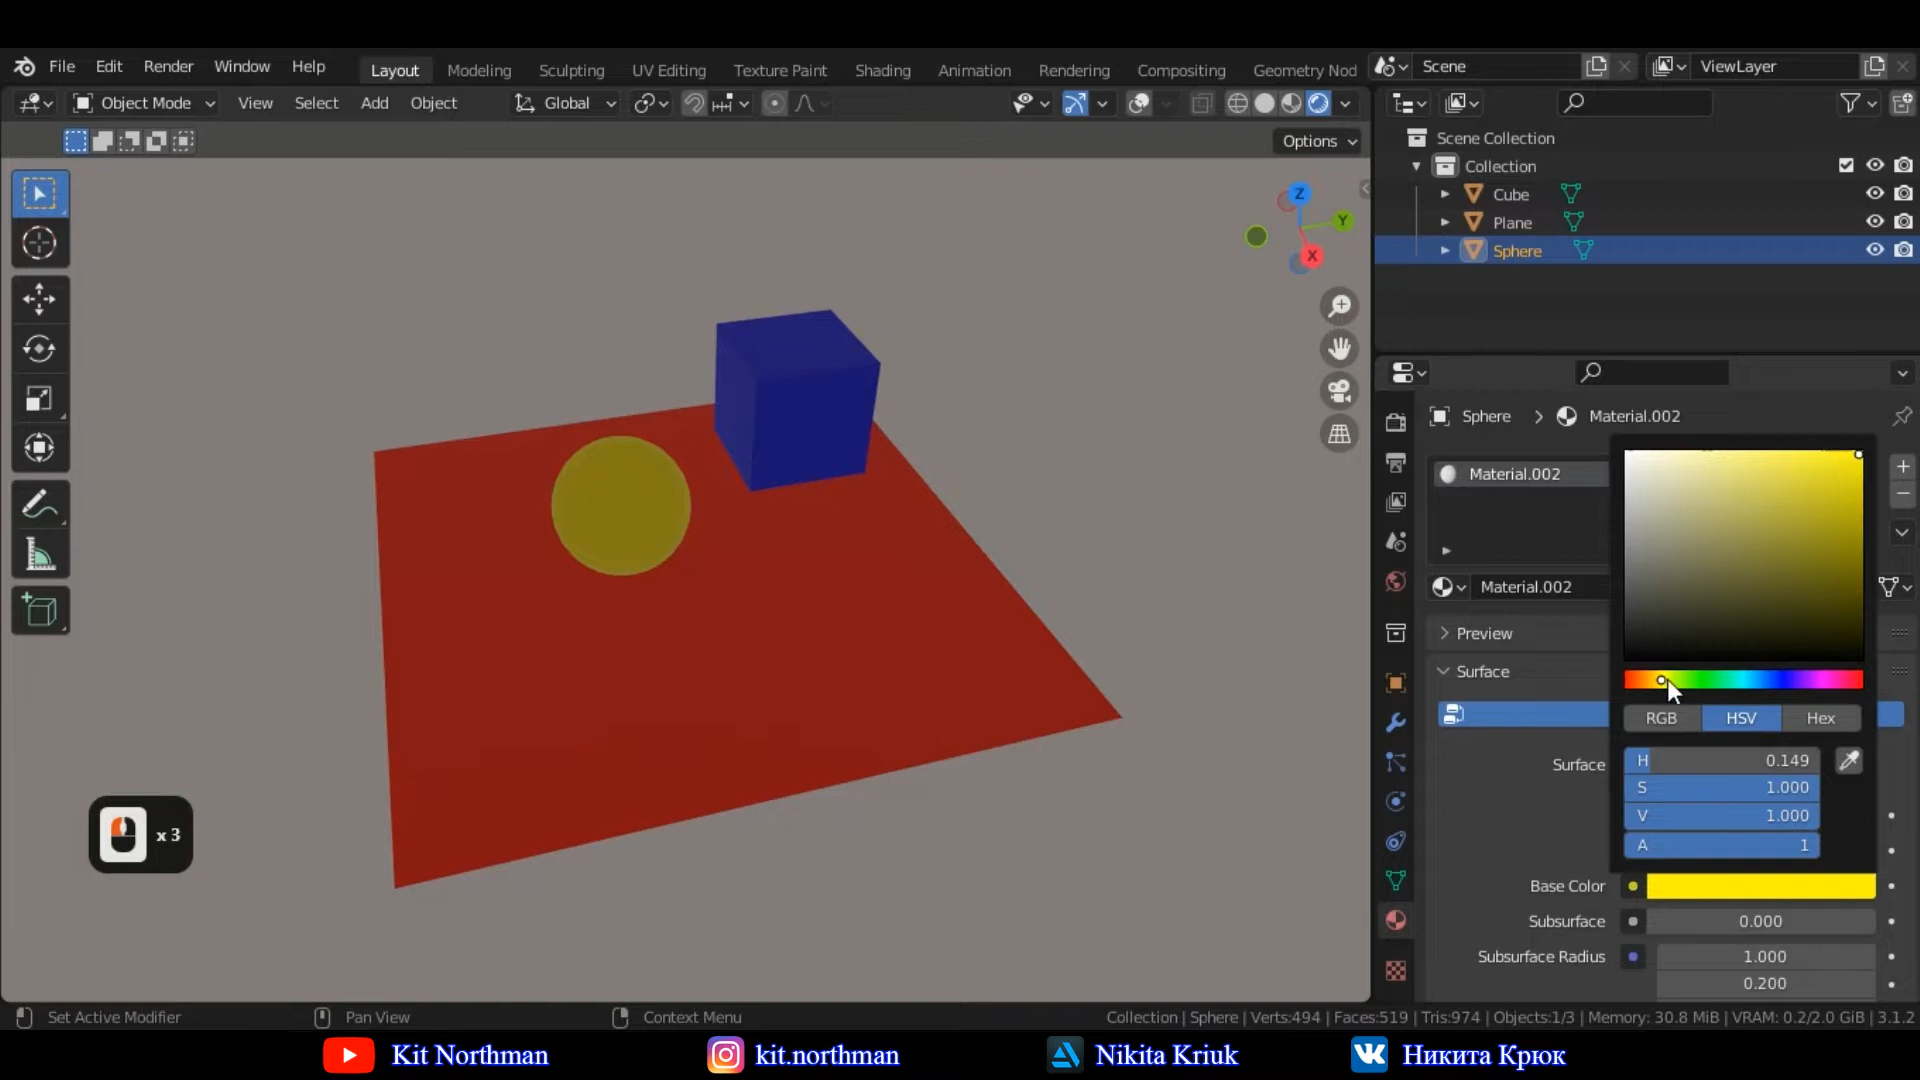 File Edit Render Window Help Layout Modeling Sculpting UV Editing Texture Paint Shading Animation Rendering Compositing Geometry Nod Scene ViewLayer
Object Mode View Select Add Object Global
Options
Scene Collection
Collection
Cube
Plane
Sphere
Z
Y
X
Sphere > Material.002
Material.002
Material.002
Preview
Surface
RGB HSV Hex
Surface
H 0.149
S 1.000
V 1.000
A 1
Base Color
Subsurface 0.000
Subsurface Radius 1.000
0.200
x 3
Set Active Modifier Pan View Context Menu Collection | Sphere | Verts:494 | Faces:519 | Tris:974 | Objects:1/3 | Memory: 30.8 MiB | VRAM: 0.2/2.0 GiB | 3.1.2
Kit Northman kit.northman Nikita Kriuk Никита Крюк